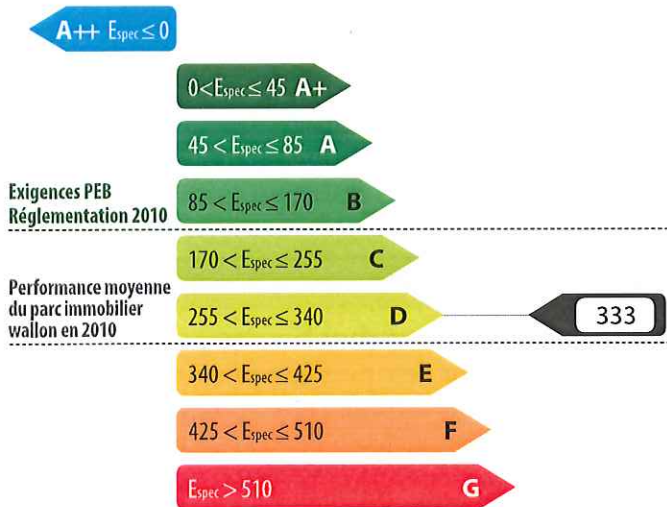 A++ Espec ≤ 0
0 < Espec ≤ 45 A+
45 < Espec ≤ 85 A
Exigences PEB
Réglementation 2010
85 < Espec ≤ 170 B
170 < Espec ≤ 255 C
Performance moyenne
du parc immobilier
wallon en 2010
255 < Espec ≤ 340 D
333
340 < Espec ≤ 425 E
425 < Espec ≤ 510 F
Espec > 510 G